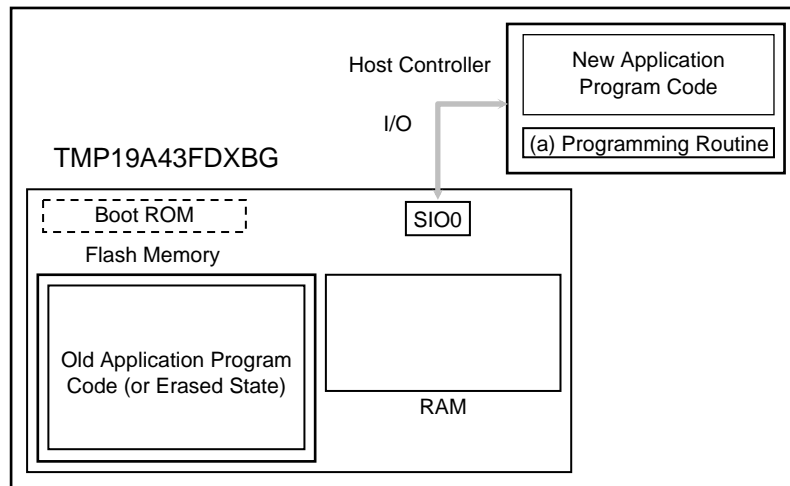 Host Controller
New Application
Program Code
I/O
(a) Programming Routine
TMP19A43FDXBG
Boot ROM
SIO0
Flash Memory
Old Application Program
Code (or Erased State)
RAM